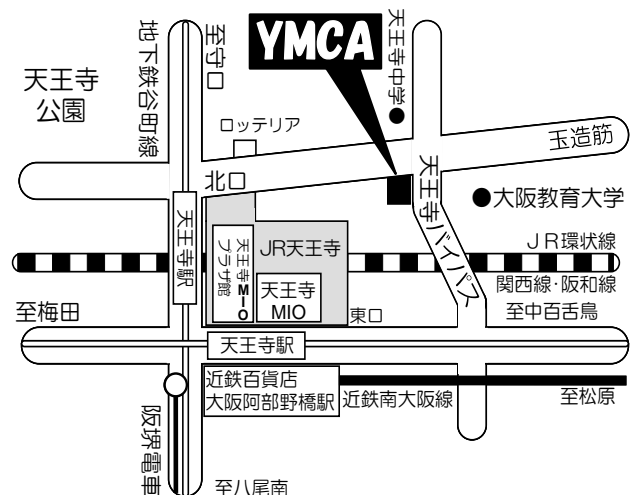 YMCA
天王寺
公園
地下鉄谷町線
至守口
天王寺中学
ロッテリア
玉造筋
北口
天王寺バイパス
大阪教育大学
天王寺駅
天王寺
MIO
プラザ館
JR天王寺
天王寺
MIO
東口
JR環状線
関西線・阪和線
至梅田
至中百舌鳥
天王寺駅
近鉄百貨店
大阪阿部野橋駅
近鉄南大阪線
至松原
阪堺電車
至八尾南